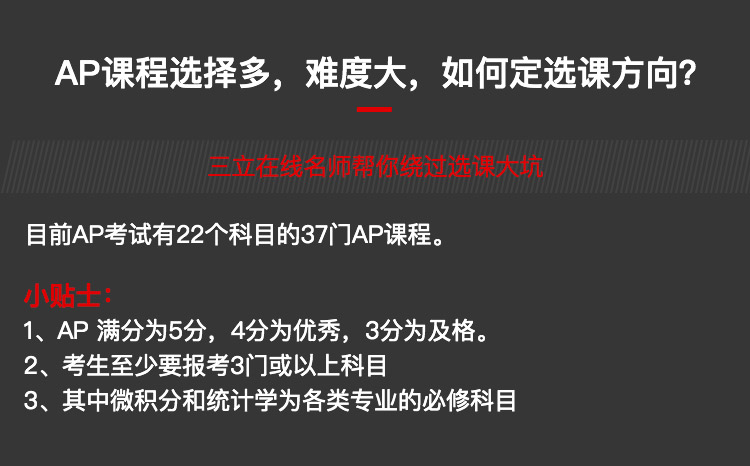 AP课程选择多，难度大，如何定选课方向？
三立在线名师帮你绕过选课大坑
目前AP考试有22个科目的37门AP课程。
小贴士：
1、AP 满分为5分，4分为优秀，3分为及格。
2、考生至少要报考3门或以上科目
3、其中微积分和统计学为各类专业的必修科目